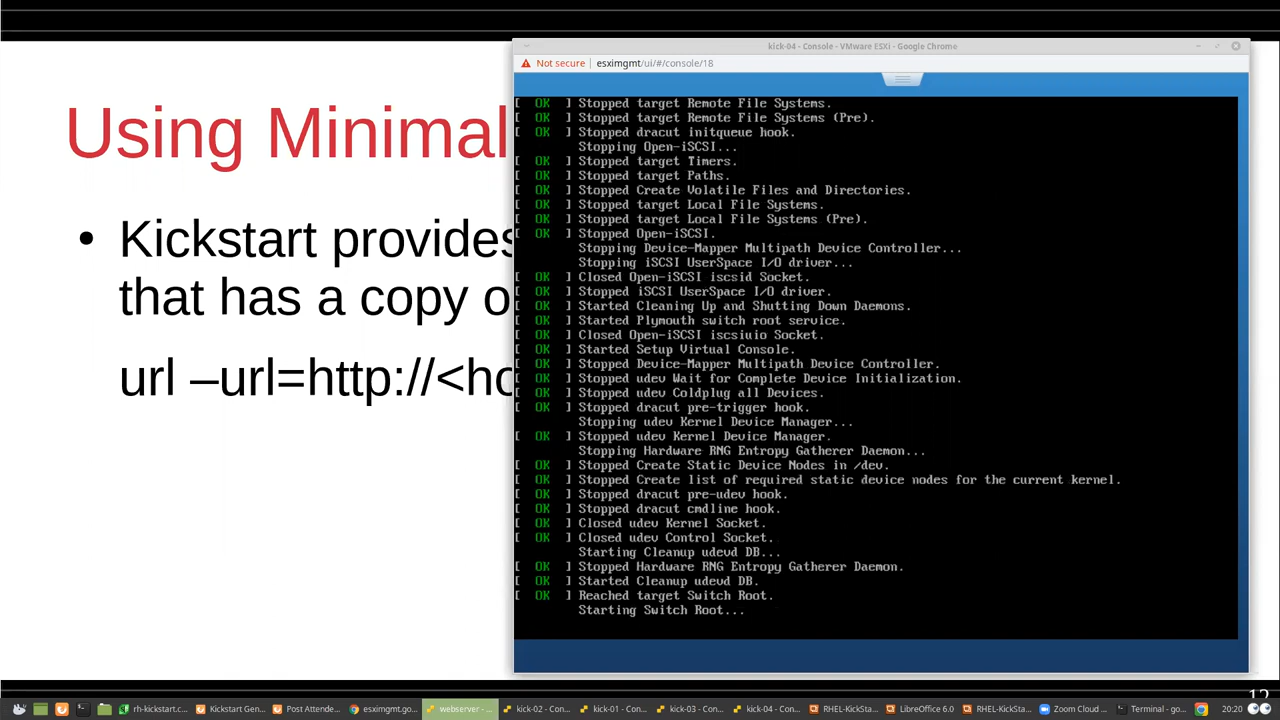 kick-04 - Console - VMware ESXi - Google Chrome
Not secure | esximgmt/ui/#/console/18
Using Minimal
• Kickstart provides
that has a copy o
url –url=http://<ho
[ OK ] Stopped target Remote File Systems.
[ OK ] Stopped target Remote File Systems (Pre).
[ OK ] Stopped dracut initqueue hook.
Stopping Open-iSCSI...
[ OK ] Stopped target Timers.
[ OK ] Stopped target Paths.
[ OK ] Stopped Create Volatile Files and Directories.
[ OK ] Stopped target Local File Systems.
[ OK ] Stopped target Local File Systems (Pre).
[ OK ] Stopped Open-iSCSI.
Stopping Device-Mapper Multipath Device Controller...
Stopping iSCSI UserSpace I/O driver...
[ OK ] Closed Open-iSCSI iscsid Socket.
[ OK ] Stopped iSCSI UserSpace I/O driver.
[ OK ] Started Cleaning Up and Shutting Down Daemons.
[ OK ] Started Plymouth switch root service.
[ OK ] Closed Open-iSCSI iscsiuio Socket.
[ OK ] Started Setup Virtual Console.
[ OK ] Stopped Device-Mapper Multipath Device Controller.
[ OK ] Stopped udev Wait for Complete Device Initialization.
[ OK ] Stopped udev Coldplug all Devices.
[ OK ] Stopped dracut pre-trigger hook.
Stopping udev Kernel Device Manager...
[ OK ] Stopped udev Kernel Device Manager.
Stopping Hardware RNG Entropy Gatherer Daemon...
[ OK ] Stopped Create Static Device Nodes in /dev.
[ OK ] Stopped Create list of required static device nodes for the current kernel.
[ OK ] Stopped dracut pre-udev hook.
[ OK ] Stopped dracut cmdline hook.
[ OK ] Closed udev Kernel Socket.
[ OK ] Closed udev Control Socket.
Starting Cleanup udevd DB...
[ OK ] Stopped Hardware RNG Entropy Gatherer Daemon.
[ OK ] Started Cleanup udevd DB.
[ OK ] Reached target Switch Root.
Starting Switch Root...
12
rh-kickstart.c... Kickstart Gen... Post Attende... esximgmt.go... webserver - ... kick-02 - Con... kick-01 - Con... kick-03 - Con... kick-04 - Con... RHEL-KickSta... LibreOffice 6.0 RHEL-KickSta... Zoom Cloud ... Terminal - go... 20:20